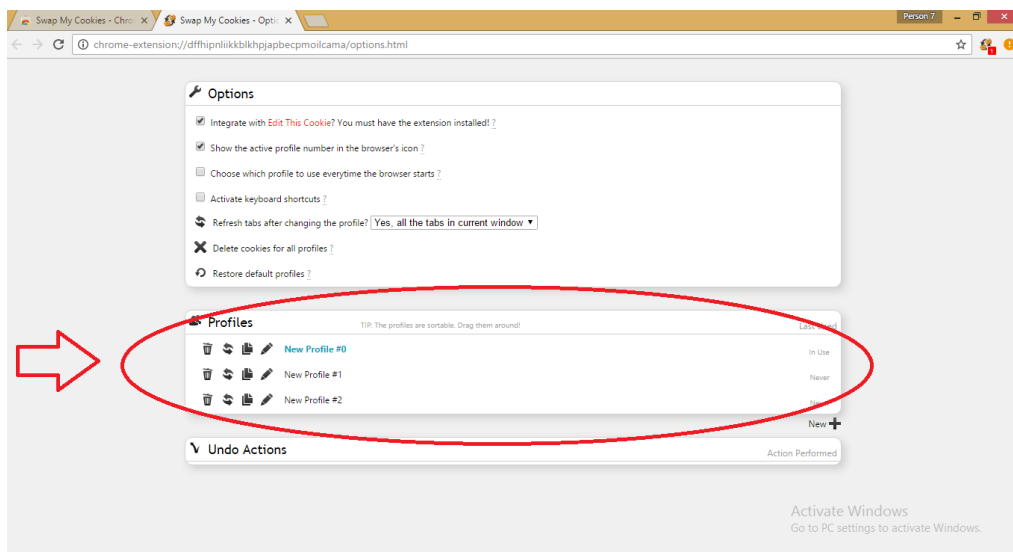 Swap My Cookies - Chro
Swap My Cookies - Optic
Person 7
chrome-extension://dffhipnliikkblkhpjapbecpmoilcama/options.html
1
Options
Integrate with Edit This Cookie? You must have the extension installed! ?
Show the active profile number in the browser's icon ?
Choose which profile to use everytime the browser starts ?
Activate keyboard shortcuts ?
Refresh tabs after changing the profile? Yes, all the tabs in current window
Delete cookies for all profiles ?
Restore default profiles ?
Profiles TIP: The profiles are sortable. Drag them around! Last Used
New Profile #0 In Use
New Profile #1 Never
New Profile #2
New
Undo Actions Action Performed
Activate Windows
Go to PC settings to activate Windows.